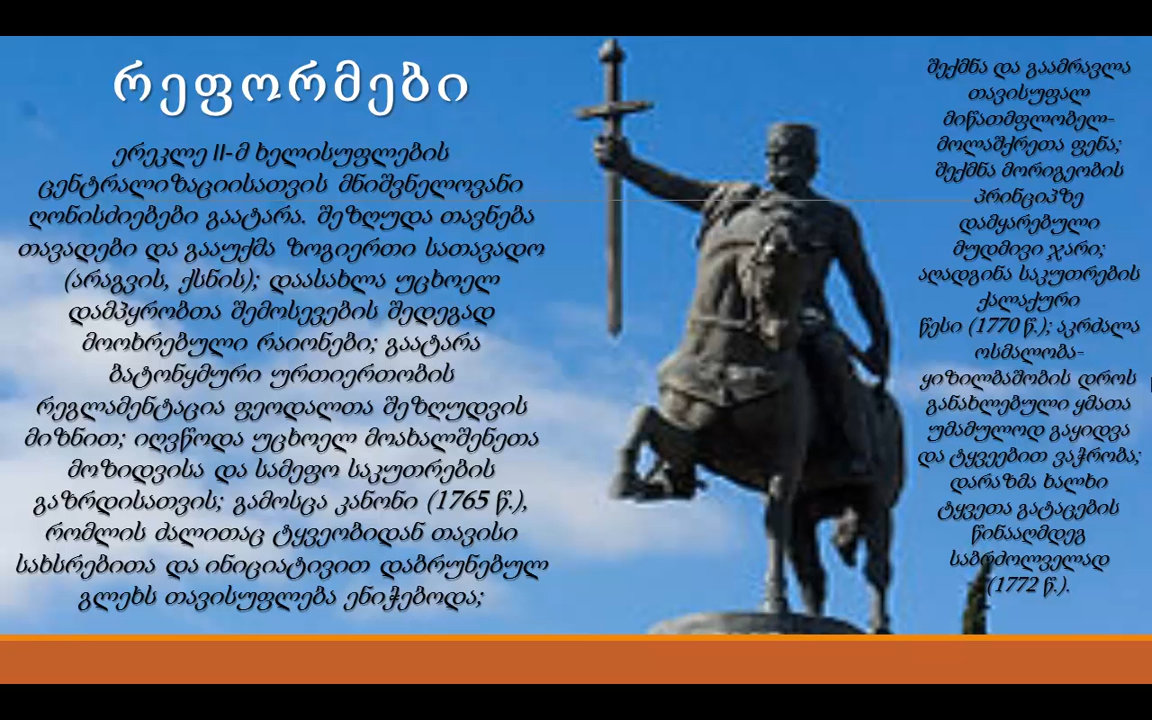 რეფორმები
ერეკლე II-მ ხელისუფლების
ცენტრალიზაციისათვის მნიშვნელოვანი
ღონისძიებები გაატარა. შეზღუდა თავნება
თავადები და გააუქმა ზოგიერთი სათავადო
(არაგვის, ქსნის); დაასახლა უცხოელ
დამპყრობთა შემოსევების შედეგად
მოოხრებული რაიონები; გაატარა
ბატონყმური ურთიერთობის
რეგლამენტაცია ფეოდალთა შეზღუდვის
მიზნით; იღვწოდა უცხოელ მოახალშენეთა
მოზიდვისა და სამეფო საკუთრების
გაზრდისათვის; გამოსცა კანონი (1765 წ.),
რომლის ძალითაც ტყვეობიდან თავისი
სახსრებითა და ინიციატივით დაბრუნებულ
გლეხს თავისუფლება ენიჭებოდა;
შექმნა და გაამრავლა
თავისუფალ
მიწათმფლობელ-
მოლაშქრეთა ფენა;
შექმნა მორიგეობის
პრინციპზე
დამყარებული
მუდმივი ჯარი;
აღადგინა საკუთრების
ქალაქური
წესი (1770 წ.); აკრძალა
ოსმალობა-
ყიზილბაშობის დროს
განახლებული ყმათა
უმამულოდ გაყიდვა
და ტყვეებით ვაჭრობა;
დარაზმა ხალხი
ტყვეთა გატაცების
წინააღმდეგ
საბრძოლველად
(1772 წ.).